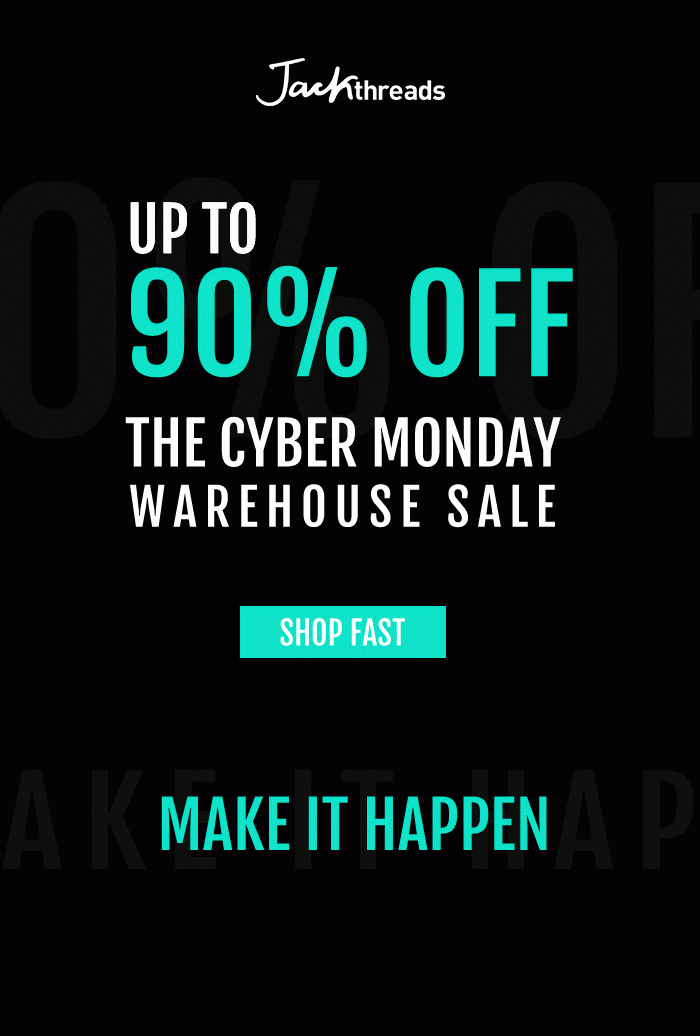 Jackthreads
UP TO
90% OFF
THE CYBER MONDAY
WAREHOUSE SALE
SHOP FAST
MAKE IT HAPPEN